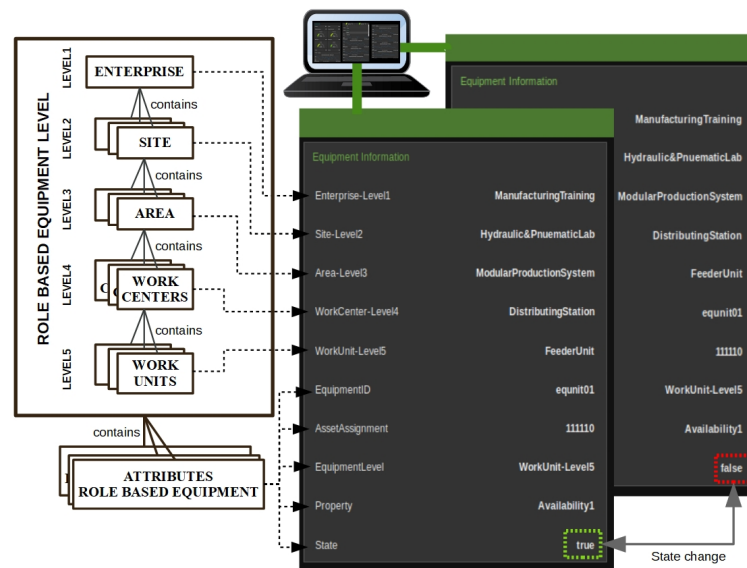 ROLE BASED EQUIPMENT LEVEL
LEVEL1
ENTERPRISE
contains
LEVEL2
SITE
contains
LEVEL3
AREA
contains
LEVEL4
WORK
CENTERS
contains
LEVEL5
WORK
UNITS
contains
ATTRIBUTES
ROLE BASED EQUIPMENT
Equipment Information
Enterprise-Level1 ManufacturingTraining
Site-Level2 Hydraulic&PnuematicLab
Area-Level3 ModularProductionSystem
WorkCenter-Level4 DistributingStation
WorkUnit-Level5 FeederUnit
EquipmentID equnit01
AssetAssignment 111110
EquipmentLevel WorkUnit-Level5
Property Availability1
State true
Equipment Information
ManufacturingTraining
Hydraulic&PnuematicLab
ModularProductionSystem
DistributingStation
FeederUnit
equnit01
111110
WorkUnit-Level5
Availability1
false
State change